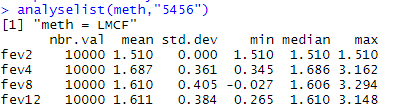 > analyselist(meth,"5456")
[1] "meth = LMCF"
nbr.val mean std.dev min median max
fev2 10000 1.510 0.000 1.510 1.510 1.510
fev4 10000 1.687 0.361 0.345 1.686 3.162
fev8 10000 1.610 0.405 -0.027 1.606 3.294
fev12 10000 1.611 0.384 0.265 1.610 3.148